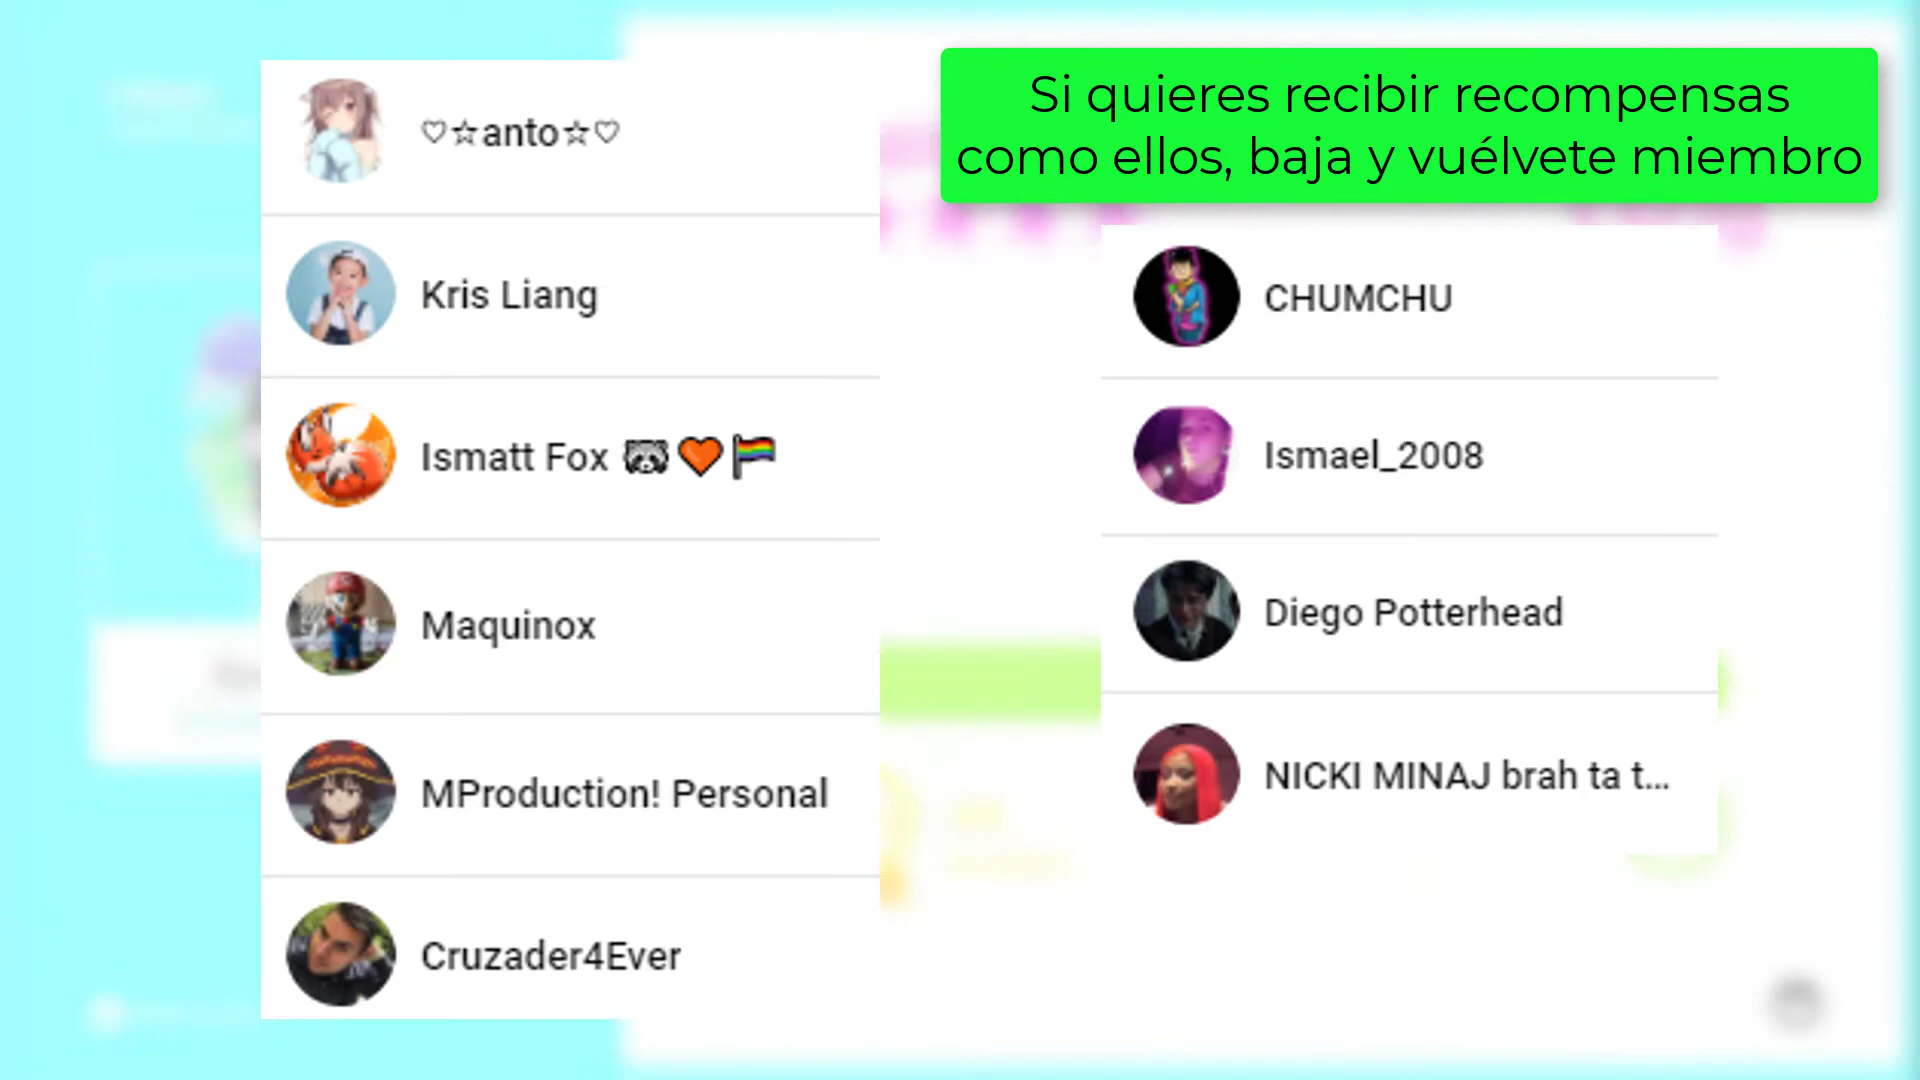 ♡☆anto☆♡
Kris Liang
Ismatt Fox 🦝🧡🏳️‍🌈
Maquinox
MProduction! Personal
Cruzader4Ever
Si quieres recibir recompensas
como ellos, baja y vuélvete miembro
CHUMCHU
Ismael_2008
Diego Potterhead
NICKI MINAJ brah ta t...